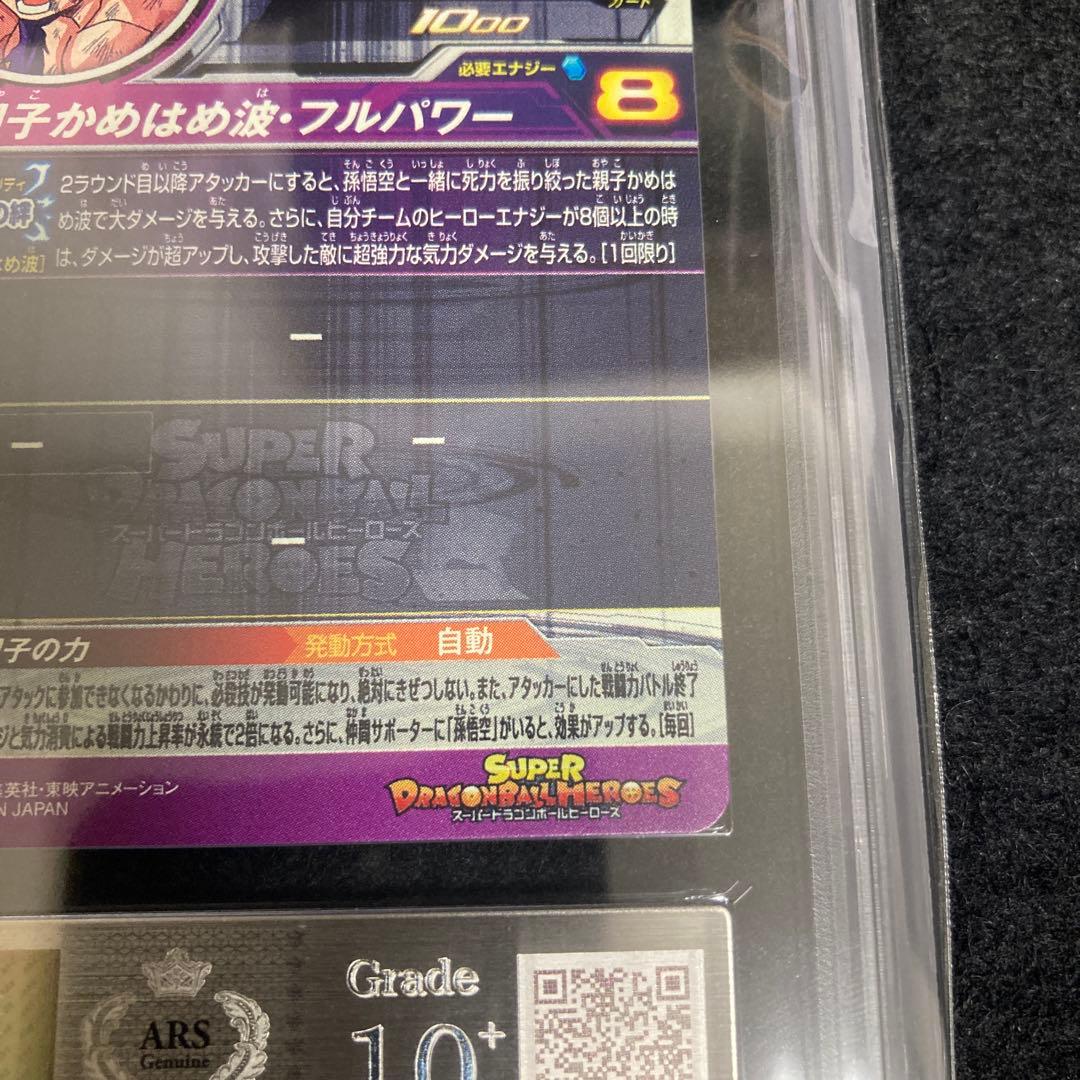 カード
1000
必要エナジー 8
子かめはめ波・フルパワー
2ラウンド目以降アタッカーにすると、孫悟空と一緒に死力を振り絞った親子かめは
の絆 め波で大ダメージを与える。さらに、自分チームのヒーローエナジーが8個以上の時
め波] は、ダメージが超アップし、攻撃した敵に超強力な気力ダメージを与える。[1回限り]
SUPER
DRAGONBALL
スーパードラゴンボールヒーローズ
HEROES
子の力 発動方式 自動
アタックに参加できなくなるかわりに、必殺技が発動可能になり、絶対にきぜつしない。また、アタッカーにした戦闘力バトル終了
ジと気力消費による戦闘力上昇率が永続で2倍になる。さらに、仲間サポーターに「孫悟空」がいると、効果がアップする。[毎回]
英社・東映アニメーション
N JAPAN
SUPER
DRAGONBALL HEROES
スーパードラゴンボールヒーローズ
ARS
Genuine
Grade
10+